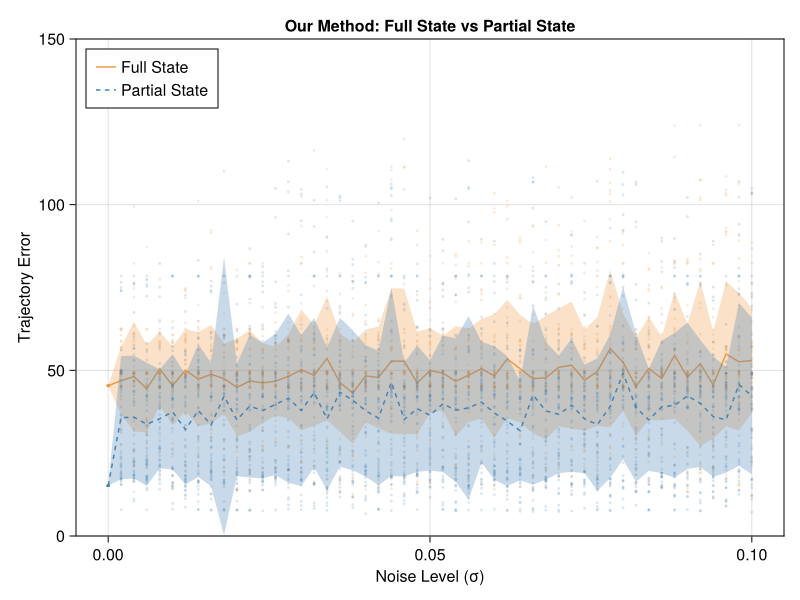 Our Method: Full State vs Partial State
150
100
50
0
Trajectory Error
Full State
Partial State
0.00
0.05
0.10
Noise Level (σ)